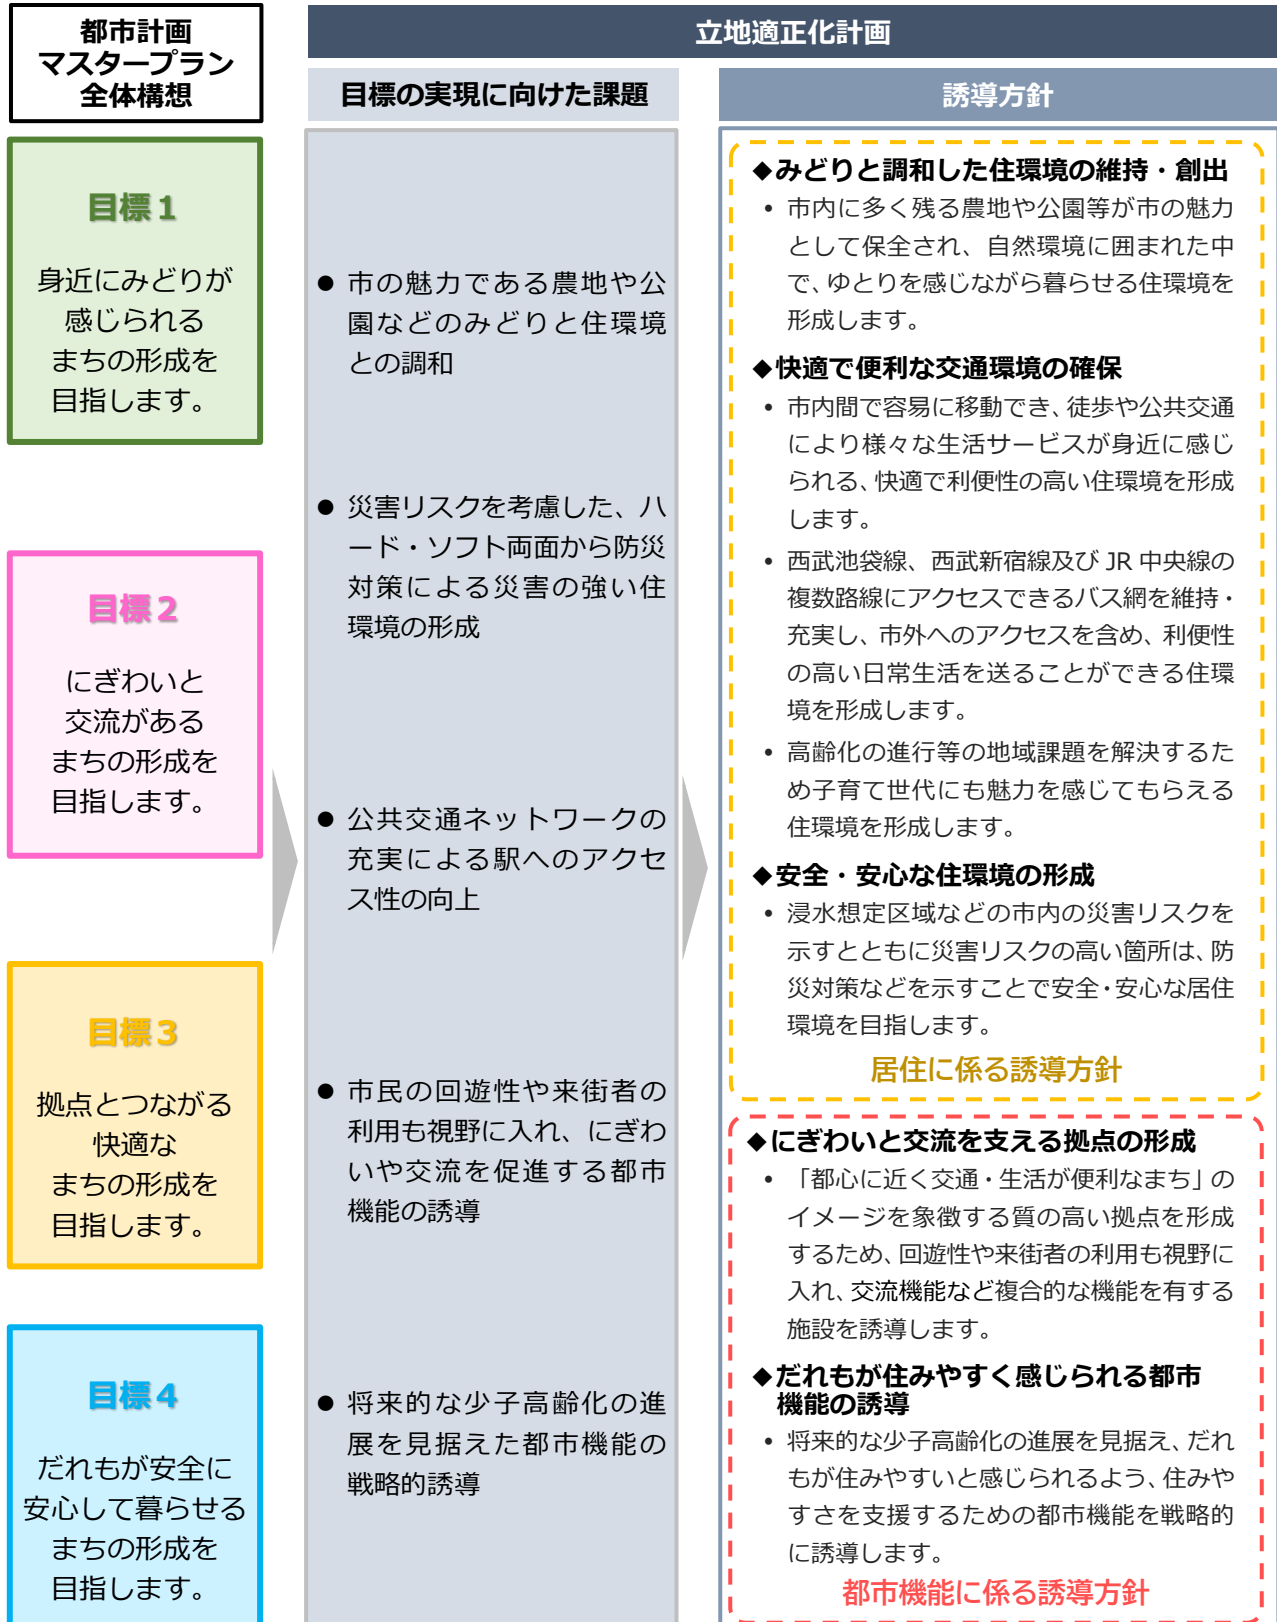 都市計画
マスタープラン
全体構想
立地適正化計画
目標の実現に向けた課題
誘導方針
目標１
身近にみどりが
感じられる
まちの形成を
目指します。
目標２
にぎわいと
交流がある
まちの形成を
目指します。
目標３
拠点とつながる
快適な
まちの形成を
目指します。
目標４
だれもが安全に
安心して暮らせる
まちの形成を
目指します。
● 市の魅力である農地や公
園などのみどりと住環境
との調和
● 災害リスクを考慮した、ハ
ード・ソフト両面から防災
対策による災害の強い住
環境の形成
● 公共交通ネットワークの
充実による駅へのアクセ
ス性の向上
● 市民の回遊性や来街者の
利用も視野に入れ、にぎわ
いや交流を促進する都市
機能の誘導
● 将来的な少子高齢化の進
展を見据えた都市機能の
戦略的誘導
◆みどりと調和した住環境の維持・創出
• 市内に多く残る農地や公園等が市の魅力
として保全され、自然環境に囲まれた中
で、ゆとりを感じながら暮らせる住環境を
形成します。
◆快適で便利な交通環境の確保
• 市内間で容易に移動でき、徒歩や公共交通
により様々な生活サービスが身近に感じ
られる、快適で利便性の高い住環境を形成
します。
• 西武池袋線、西武新宿線及び JR 中央線の
複数路線にアクセスできるバス網を維持・
充実し、市外へのアクセスを含め、利便性
の高い日常生活を送ることができる住環
境を形成します。
• 高齢化の進行等の地域課題を解決するた
め子育て世代にも魅力を感じてもらえる
住環境を形成します。
◆安全・安心な住環境の形成
• 浸水想定区域などの市内の災害リスクを
示すとともに災害リスクの高い箇所は、防
災対策などを示すことで安全・安心な居住
環境を目指します。
居住に係る誘導方針
◆にぎわいと交流を支える拠点の形成
• 「都心に近く交通・生活が便利なまち」の
イメージを象徴する質の高い拠点を形成
するため、回遊性や来街者の利用も視野に
入れ、交流機能など複合的な機能を有する
施設を誘導します。
◆だれもが住みやすく感じられる都市
機能の誘導
• 将来的な少子高齢化の進展を見据え、だれ
もが住みやすいと感じられるよう、住みや
すさを支援するための都市機能を戦略的
に誘導します。
都市機能に係る誘導方針